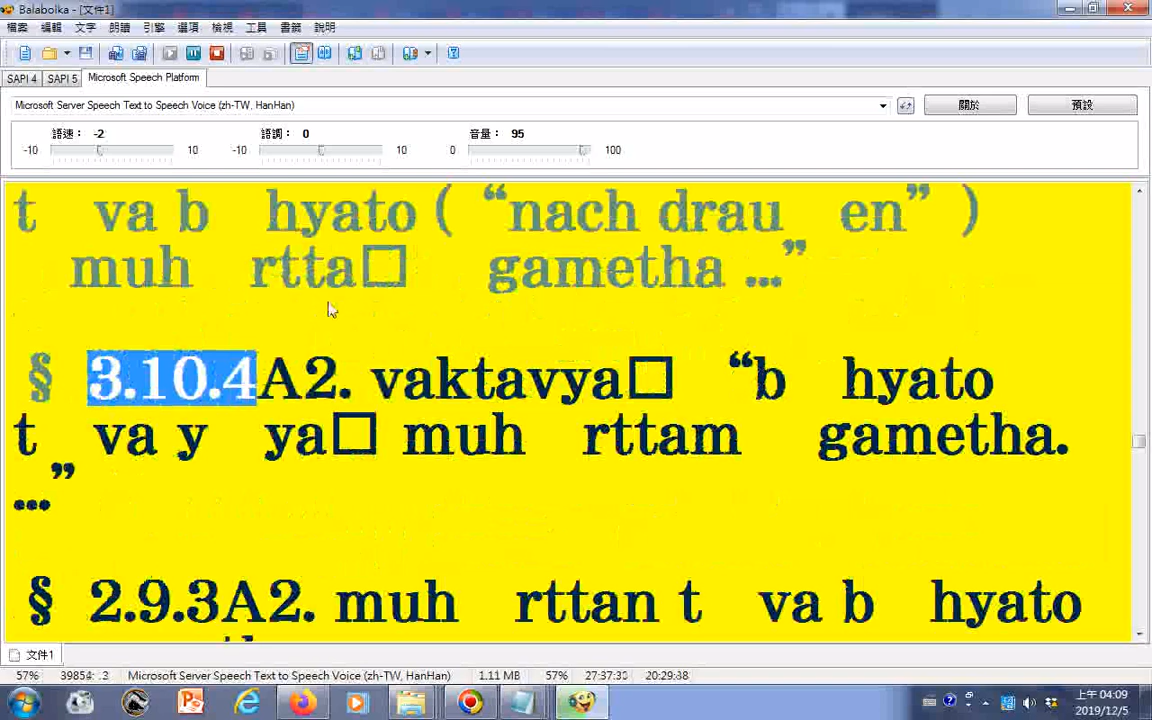 Balabolka - [文件1]
檔案 編輯 文字 朗讀 引擎 選項 檢視 工具 書籤 說明
SAPI 4 SAPI 5 Microsoft Speech Platform
Microsoft Server Speech Text to Speech Voice (zh-TW, HanHan) 關於 預設
語速： -2 語調： 0 音量： 95
-10 10 -10 10 0 100
t va b hyato ( “nach drau en” )
muh rtta□ gametha ...”
§ 3.10.4A2. vaktavya□ “b hyato
t va y ya□ muh rttam gametha.
...”
§ 2.9.3A2. muh rttan t va b hyato
文件1
57% Microsoft Server Speech Text to Speech Voice (zh-TW, HanHan) 1.11 MB 57% 20:29:38
上午 04:09
2019/12/5